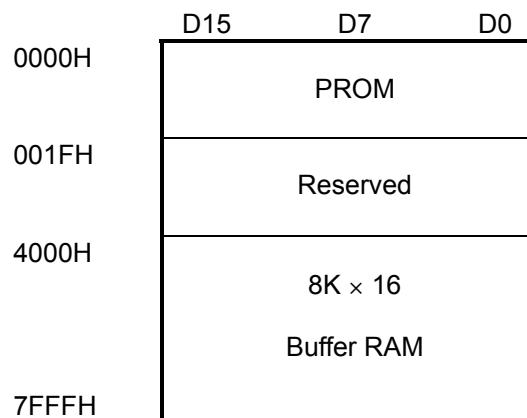 D15 D7 D0
0000H
PROM
001FH
Reserved
4000H
8K × 16
Buffer RAM
7FFFH